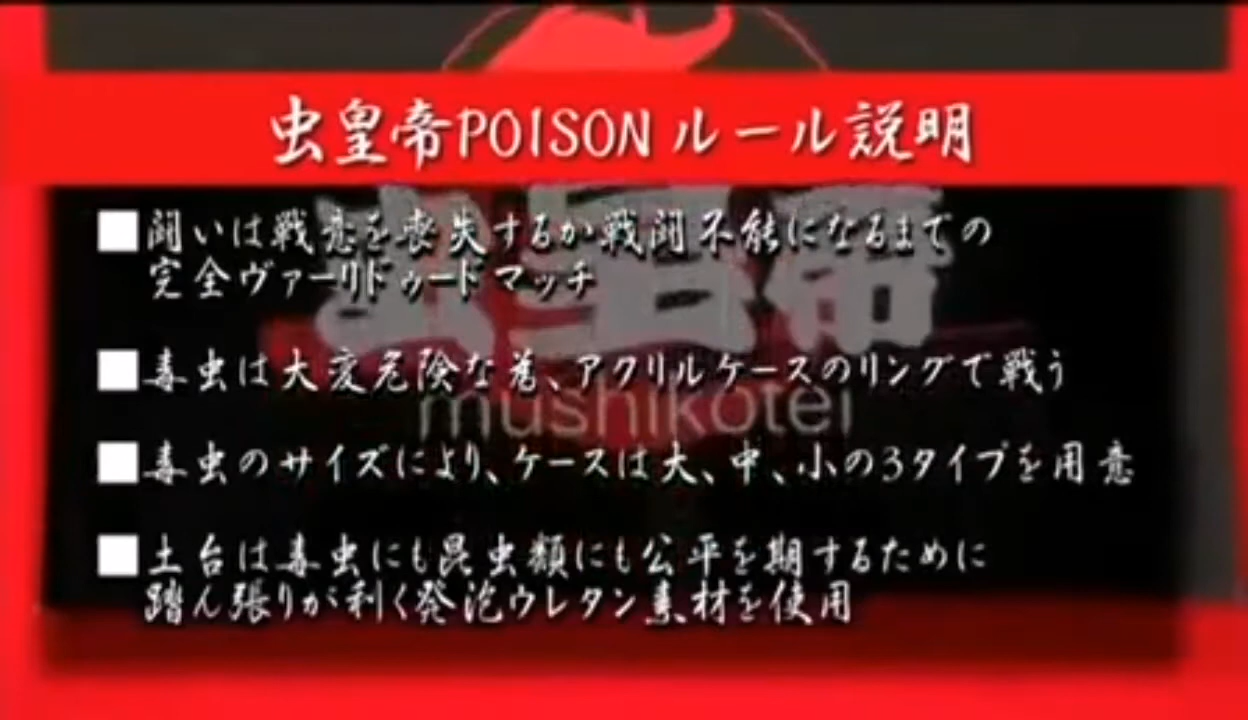 虫皇帝POISON ルール説明
■闘いは戦意を喪失するか戦闘不能になるまでの
完全ヴァーリドゥードマッチ
■毒虫は大変危険な為、アクリルケースのリングで戦う
■毒虫のサイズにより、ケースは大、中、小の3タイプを用意
■土台は毒虫にも昆虫類にも公平を期するために
踏ん張りが利く発泡ウレタン素材を使用
虫皇帝
mushikotei